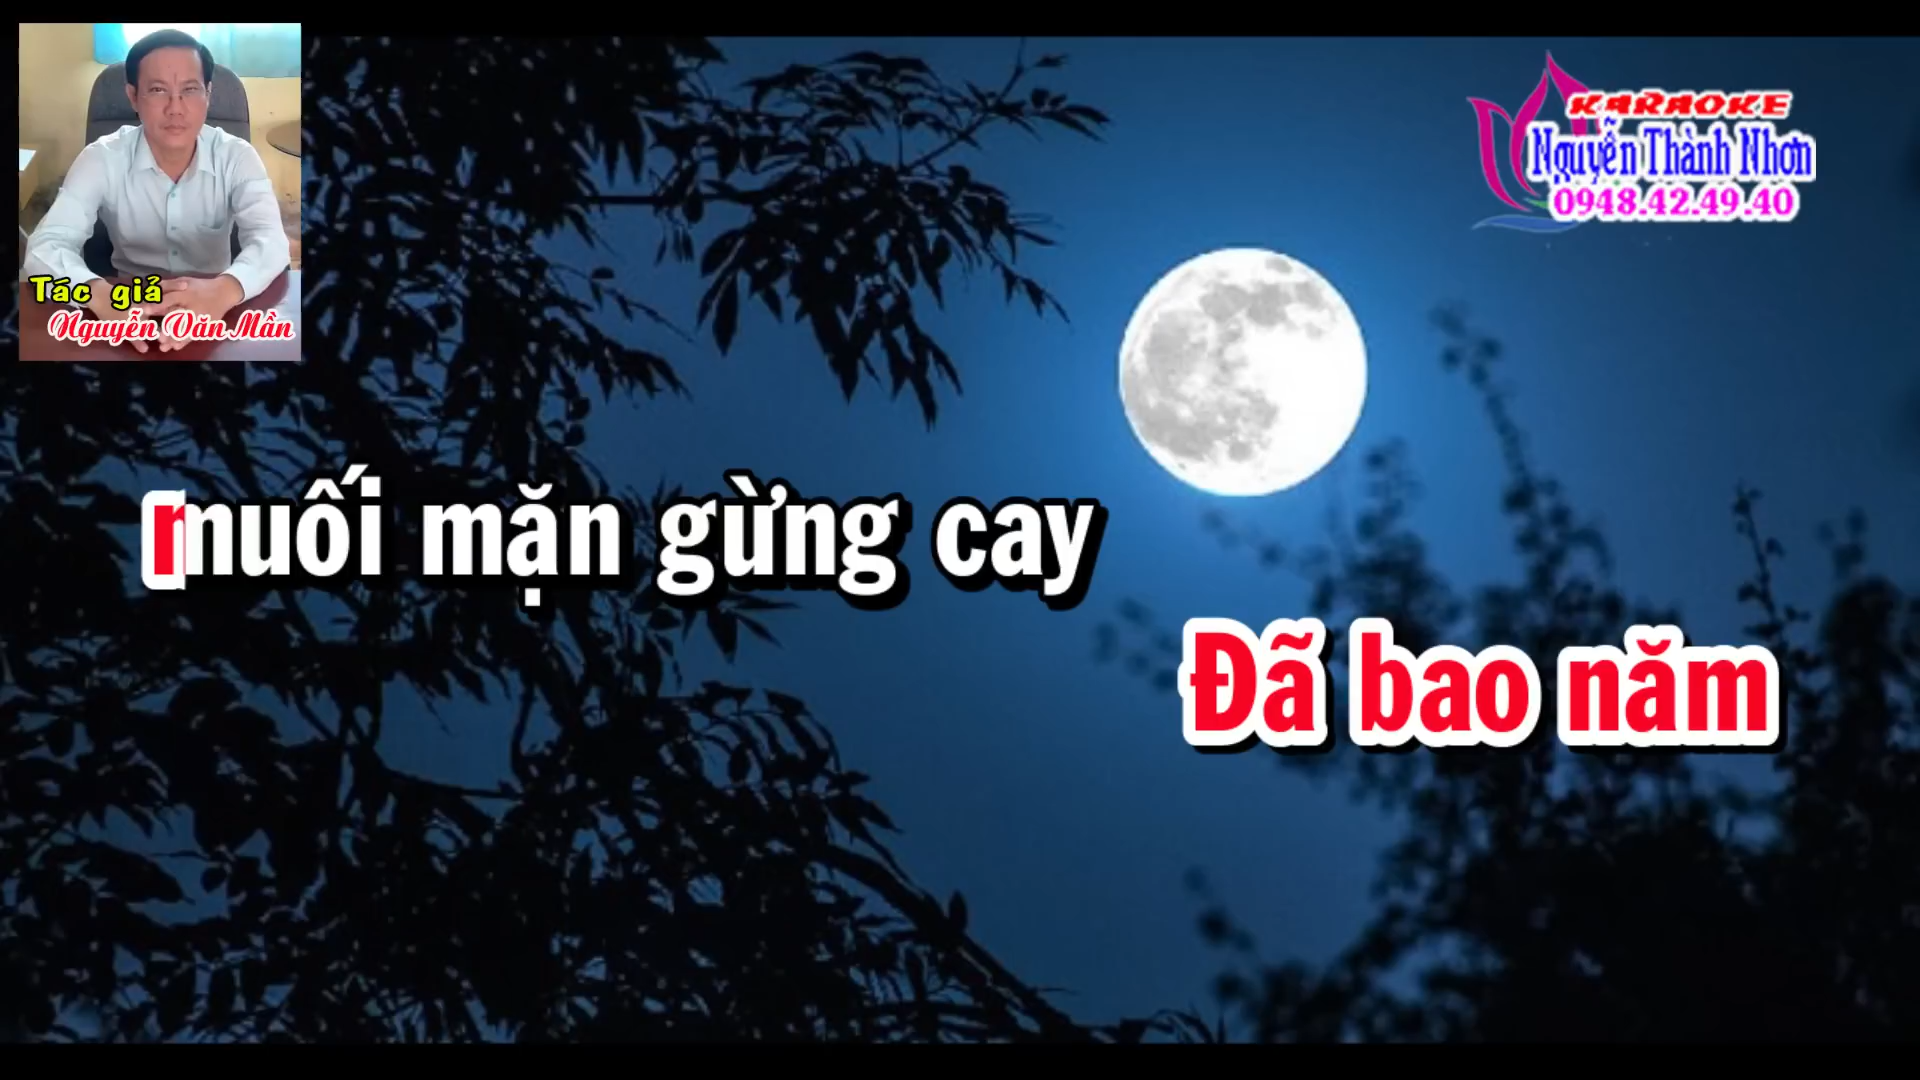 KARAOKE
Nguyễn Thành Nhơn
0948.42.49.40
Tác giả
Nguyễn Văn Mần
muối mặn gừng cay
Đã bao năm